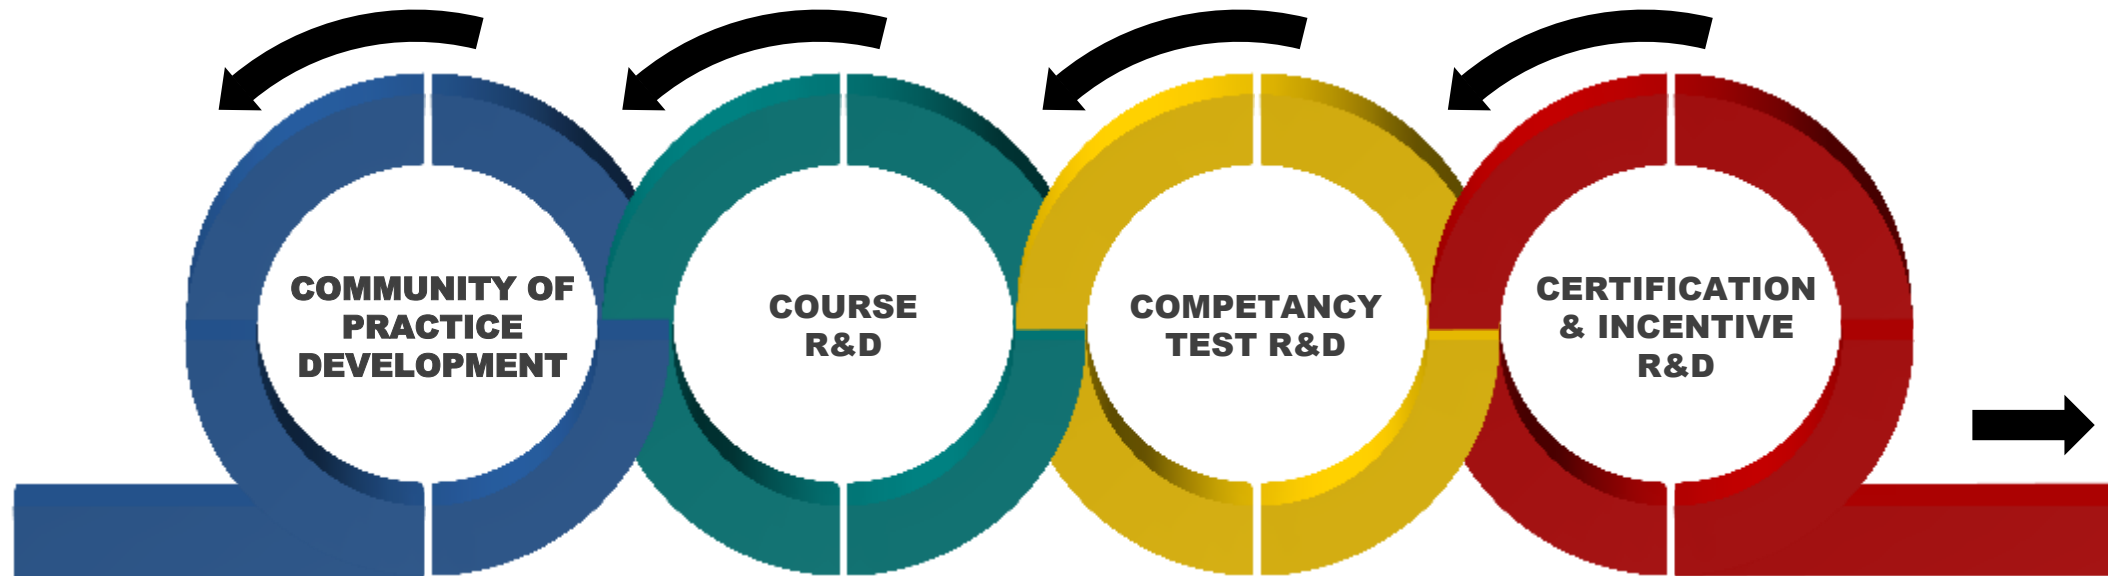 COMMUNITY OF
PRACTICE
DEVELOPMENT
COURSE
R&D
COMPETANCY
TEST R&D
CERTIFICATION
& INCENTIVE
R&D